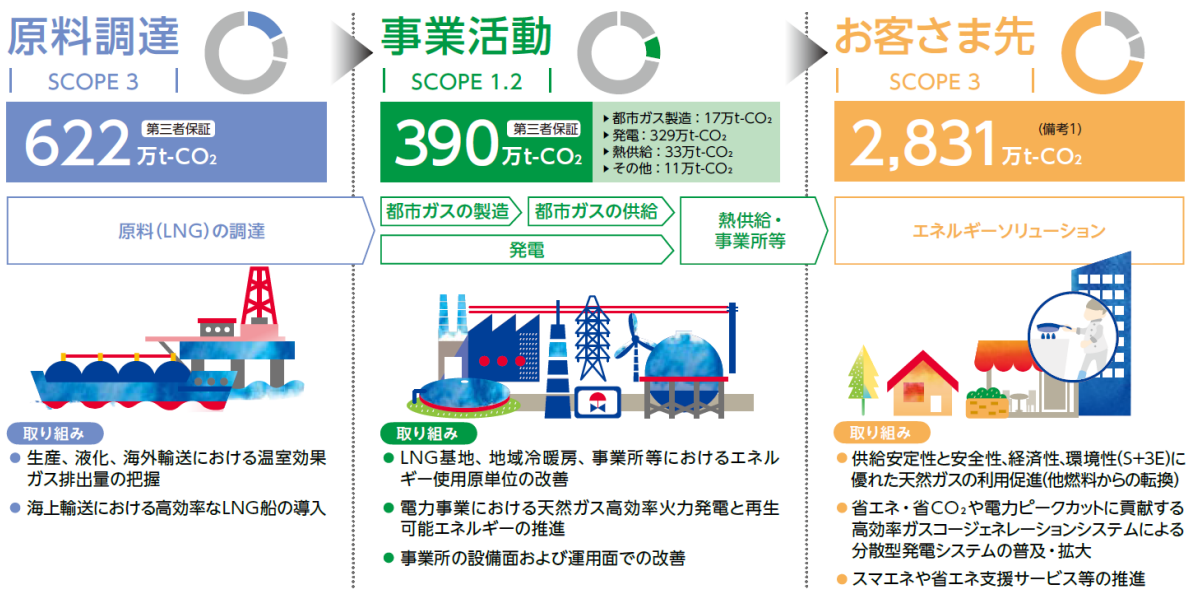 原料調達
SCOPE 3
622 第三者保証 万t-CO₂
原料(LNG)の調達
取り組み
● 生産、液化、海外輸送における温室効果
ガス排出量の把握
● 海上輸送における高効率なLNG船の導入
事業活動
SCOPE 1.2
390 第三者保証 万t-CO₂
▶都市ガス製造：17万t-CO₂
▶発電：329万t-CO₂
▶熱供給：33万t-CO₂
▶その他：11万t-CO₂
都市ガスの製造
都市ガスの供給
発電
熱供給・
事業所等
取り組み
● LNG基地、地域冷暖房、事業所等におけるエネル
ギー使用原単位の改善
● 電力事業における天然ガス高効率火力発電と再生
可能エネルギーの推進
● 事業所の設備面および運用面での改善
お客さま先
SCOPE 3
2,831 (備考1) 万t-CO₂
エネルギーソリューション
取り組み
● 供給安定性と安全性、経済性、環境性(S+3E)に
優れた天然ガスの利用促進(他燃料からの転換)
● 省エネ・省CO₂や電力ピークカットに貢献する
高効率ガスコージェネレーションシステムによる
分散型発電システムの普及・拡大
● スマエネや省エネ支援サービス等の推進